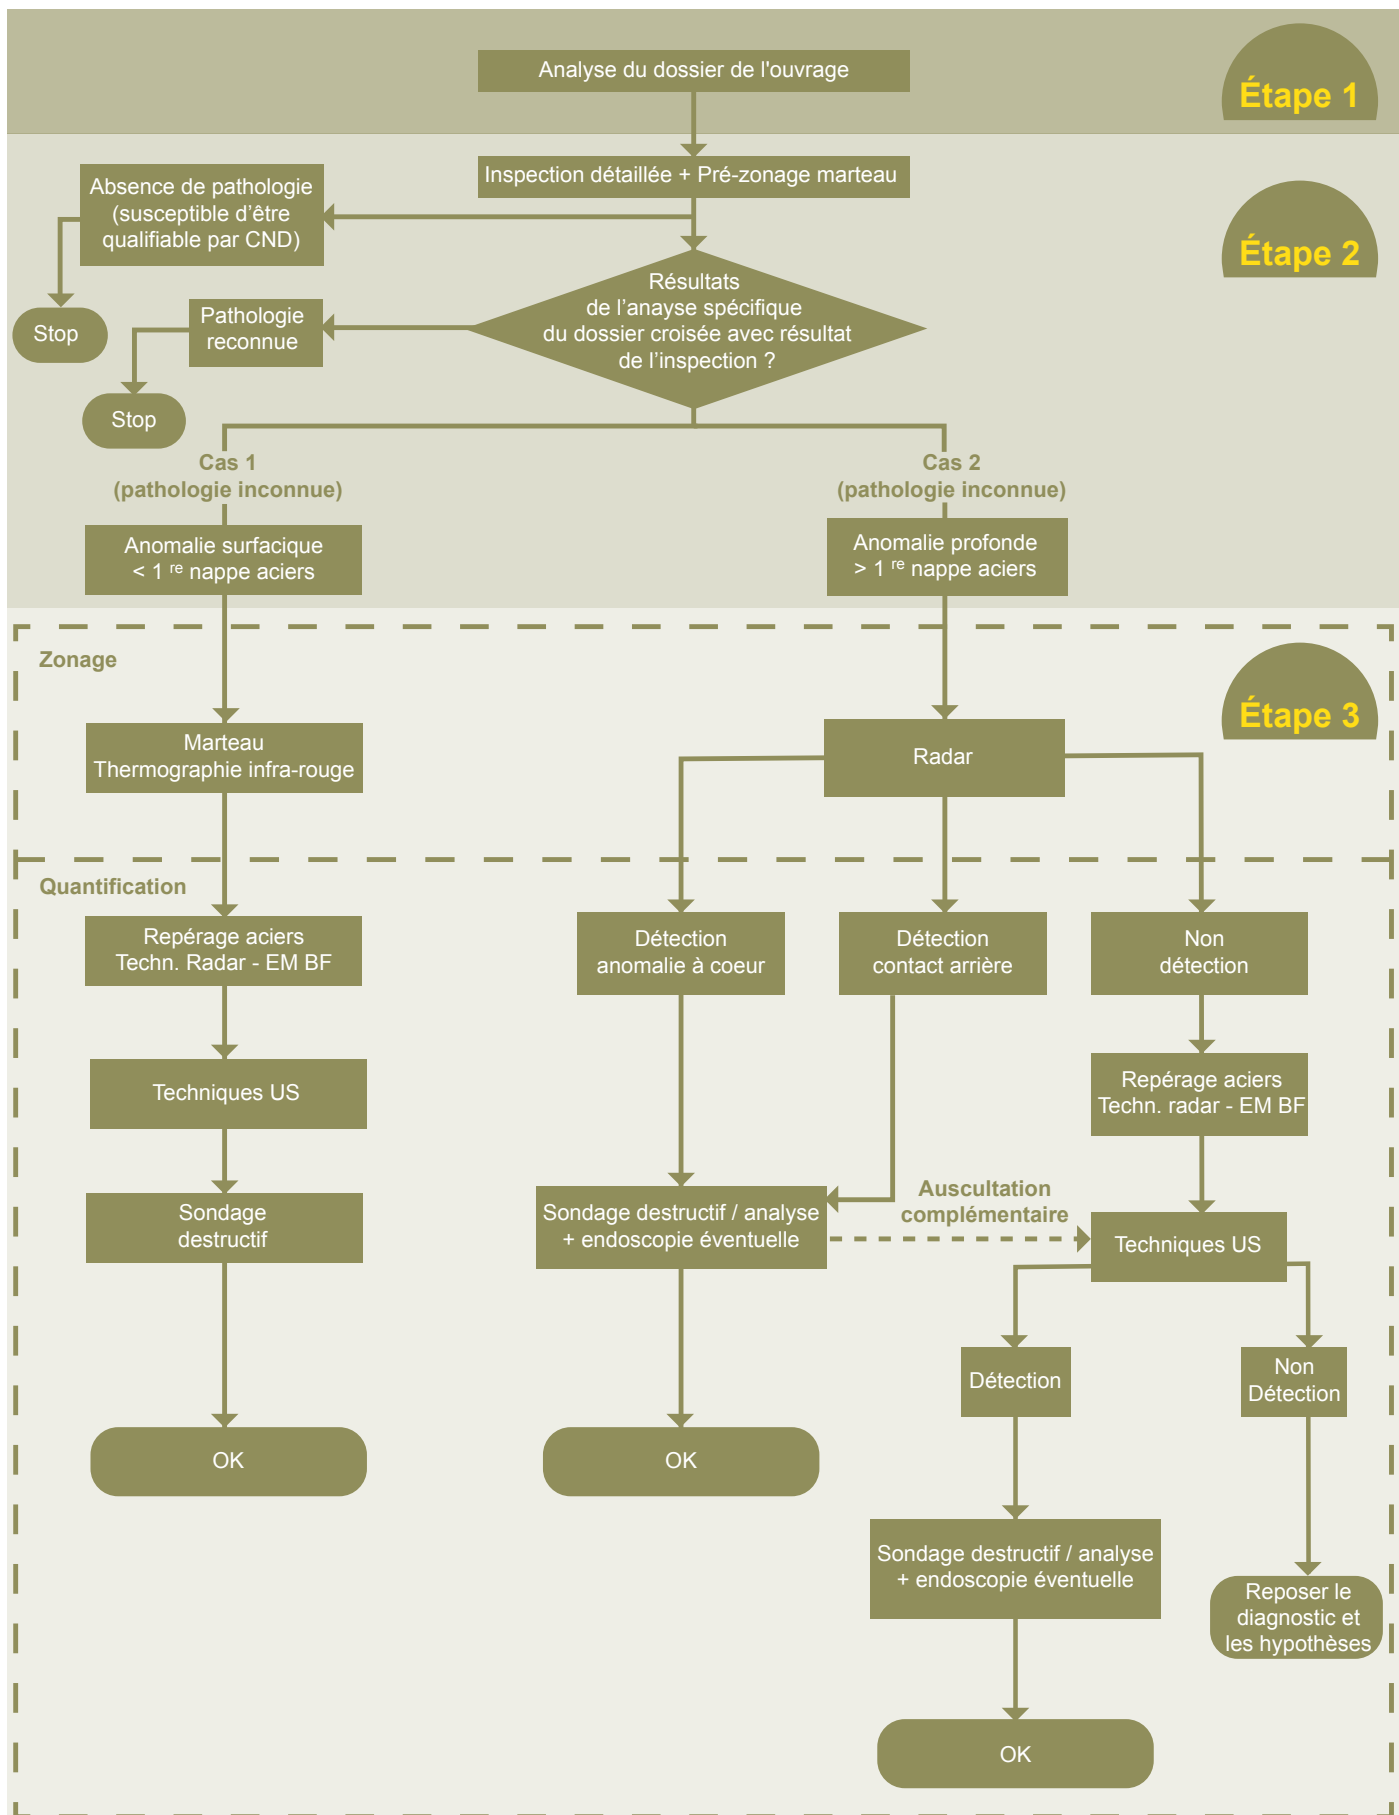 Analyse du dossier de l'ouvrage
Étape 1
Inspection détaillée + Pré-zonage marteau
Absence de pathologie
(susceptible d’être
qualifiable par CND)
Étape 2
Résultats
de l’anayse spécifique
du dossier croisée avec résultat
de l’inspection ?
Stop
Pathologie
reconnue
Stop
Cas 1
(pathologie inconnue)
Cas 2
(pathologie inconnue)
Anomalie surfacique
< 1 re nappe aciers
Anomalie profonde
> 1 re nappe aciers
Zonage
Étape 3
Marteau
Thermographie infra-rouge
Radar
Quantification
Repérage aciers
Techn. Radar - EM BF
Détection
anomalie à coeur
Détection
contact arrière
Non
détection
Techniques US
Repérage aciers
Techn. radar - EM BF
Sondage
destructif
Sondage destructif / analyse
+ endoscopie éventuelle
Auscultation
complémentaire
Techniques US
Détection
Non
Détection
OK
OK
Sondage destructif / analyse
+ endoscopie éventuelle
Reposer le
diagnostic et
les hypothèses
OK